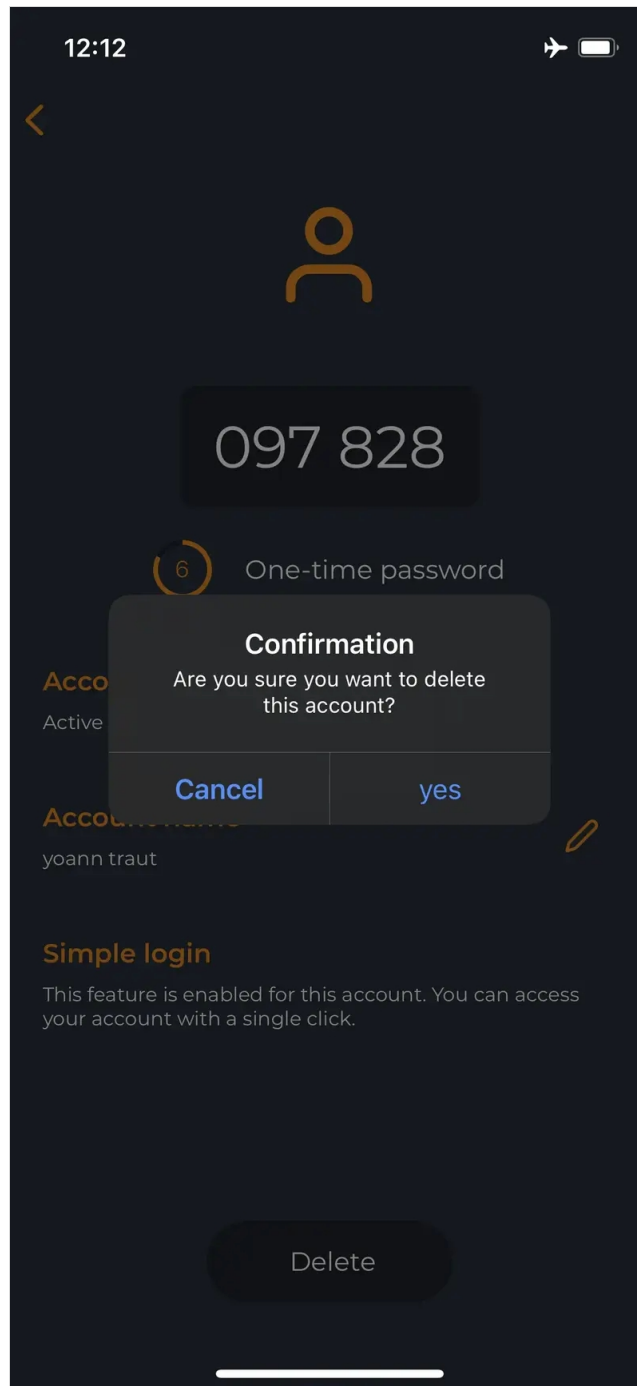 12:12
097 828
6
One-time password
Confirmation
Are you sure you want to delete
this account?
Acco
Active
Cancel
yes
yoann traut
Simple login
This feature is enabled for this account. You can access
your account with a single click.
Delete